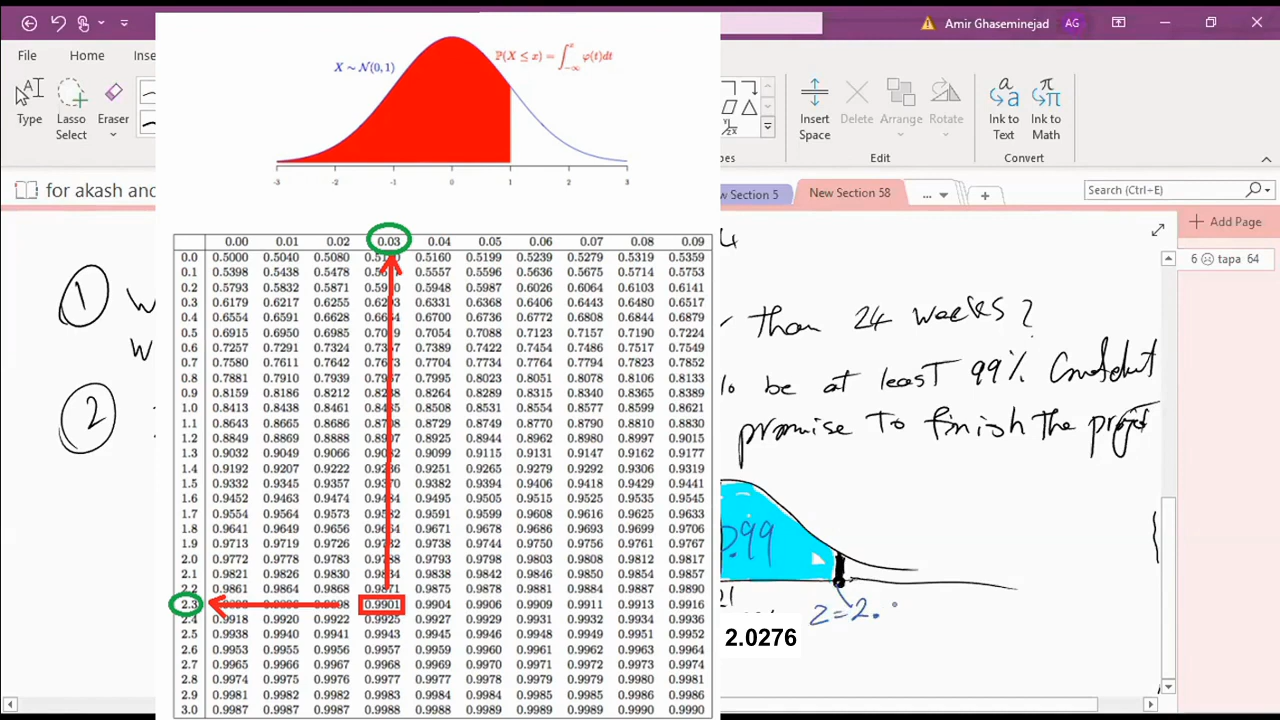 Amir Ghaseminejad AG
File Home Inse
Type
Lasso Select
Eraser
Insert Space
Delete
Arrange
Rotate
Ink to Text
Ink to Math
pes
Edit
Convert
for akash and
w Section 5
New Section 58
...
Search (Ctrl+E)
Add Page
6 ☹ tapa 64
X ~ N(0, 1)
ℙ(X ≤ x) = ∫_{-∞}^{x} φ(t)dt
-3 -2 -1 0 1 2 3
0.00 0.01 0.02 0.03 0.04 0.05 0.06 0.07 0.08 0.09
0.0 0.5000 0.5040 0.5080 0.5160 0.5199 0.5239 0.5279 0.5319 0.5359
0.1 0.5398 0.5438 0.5478 0.5557 0.5596 0.5636 0.5675 0.5714 0.5753
0.2 0.5793 0.5832 0.5871 0.5948 0.5987 0.6026 0.6064 0.6103 0.6141
0.3 0.6179 0.6217 0.6255 0.6331 0.6368 0.6406 0.6443 0.6480 0.6517
0.4 0.6554 0.6591 0.6628 0.6700 0.6736 0.6772 0.6808 0.6844 0.6879
0.5 0.6915 0.6950 0.6985 0.7054 0.7088 0.7123 0.7157 0.7190 0.7224
0.6 0.7257 0.7291 0.7324 0.7389 0.7422 0.7454 0.7486 0.7517 0.7549
0.7 0.7580 0.7611 0.7642 0.7704 0.7734 0.7764 0.7794 0.7823 0.7852
0.8 0.7881 0.7910 0.7939 0.7995 0.8023 0.8051 0.8078 0.8106 0.8133
0.9 0.8159 0.8186 0.8212 0.8264 0.8289 0.8315 0.8340 0.8365 0.8389
1.0 0.8413 0.8438 0.8461 0.8508 0.8531 0.8554 0.8577 0.8599 0.8621
1.1 0.8643 0.8665 0.8686 0.8729 0.8749 0.8770 0.8790 0.8810 0.8830
1.2 0.8849 0.8869 0.8888 0.8925 0.8944 0.8962 0.8980 0.8997 0.9015
1.3 0.9032 0.9049 0.9066 0.9099 0.9115 0.9131 0.9147 0.9162 0.9177
1.4 0.9192 0.9207 0.9222 0.9251 0.9265 0.9279 0.9292 0.9306 0.9319
1.5 0.9332 0.9345 0.9357 0.9382 0.9394 0.9406 0.9418 0.9429 0.9441
1.6 0.9452 0.9463 0.9474 0.9495 0.9505 0.9515 0.9525 0.9535 0.9545
1.7 0.9554 0.9564 0.9573 0.9591 0.9599 0.9608 0.9616 0.9625 0.9633
1.8 0.9641 0.9649 0.9656 0.9671 0.9678 0.9686 0.9693 0.9699 0.9706
1.9 0.9713 0.9719 0.9726 0.9738 0.9744 0.9750 0.9756 0.9761 0.9767
2.0 0.9772 0.9778 0.9783 0.9793 0.9798 0.9803 0.9808 0.9812 0.9817
2.1 0.9821 0.9826 0.9830 0.9838 0.9842 0.9846 0.9850 0.9854 0.9857
2.2 0.9861 0.9864 0.9868 0.9871 0.9875 0.9878 0.9881 0.9884 0.9887 0.9890
2.3 0.9901 0.9904 0.9906 0.9909 0.9911 0.9913 0.9916
2.4 0.9918 0.9920 0.9922 0.9925 0.9927 0.9929 0.9931 0.9932 0.9934 0.9936
2.5 0.9938 0.9940 0.9941 0.9943 0.9945 0.9946 0.9948 0.9949 0.9951 0.9952
2.6 0.9953 0.9955 0.9956 0.9957 0.9959 0.9960 0.9961 0.9962 0.9963 0.9964
2.7 0.9965 0.9966 0.9967 0.9968 0.9969 0.9970 0.9971 0.9972 0.9973 0.9974
2.8 0.9974 0.9975 0.9976 0.9977 0.9977 0.9978 0.9979 0.9979 0.9980 0.9981
2.9 0.9981 0.9982 0.9982 0.9983 0.9984 0.9984 0.9985 0.9985 0.9986 0.9986
3.0 0.9987 0.9987 0.9987 0.9988 0.9988 0.9989 0.9989 0.9989 0.9990 0.9990
1 W
w
2
than 24 weeks?
be at least 99% Confident
promise to finish the project
0.99
z = 2.
2.0276